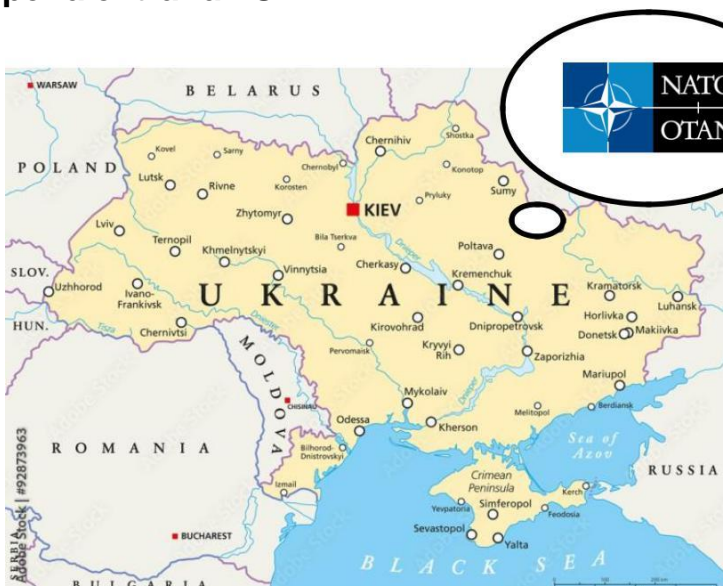 WARSAW
BELARUS
NATO
OTAN
Shostka
Chernihiv
Kovel
Sarny
Chernobyl
Konotop
POLAND
Lutsk
Rivne
Korosten
Sumy
Pryluky
KIEV
Zhytomyr
Lviv
Bila Tserkva
Dnieper
Ternopil
Poltava
Khmelnytskyi
Cherkasy
SLOV.
Vinnytsia
Kremenchuk
Uzhhorod
Ivano-
Frankivsk
UKRAINE
Kramatorsk
Luhansk
HUN.
Tisza
Chernivtsi
Dniester
Kirovohrad
Dnipropetrovsk
Horlivka
Donetsk
Makiivka
Pervomaisk
Kryvyi
Rih
Zaporizhia
MOLDOVA
Mariupol
CHISINAU
Mykolaiv
Dnieper
Melitopol
Berdiansk
Odessa
Kherson
ROMANIA
Bilhorod-
Dnistrovskyi
Sea of
Azov
RUSSIA
Izmail
Crimean
Peninsula
Kerch
Yevpatoria
Simferopol
Feodosia
BUCHAREST
Sevastopol
Yalta
BLACK SEA
SERBIA
BULGARIA
Adobe Stock | #92873963